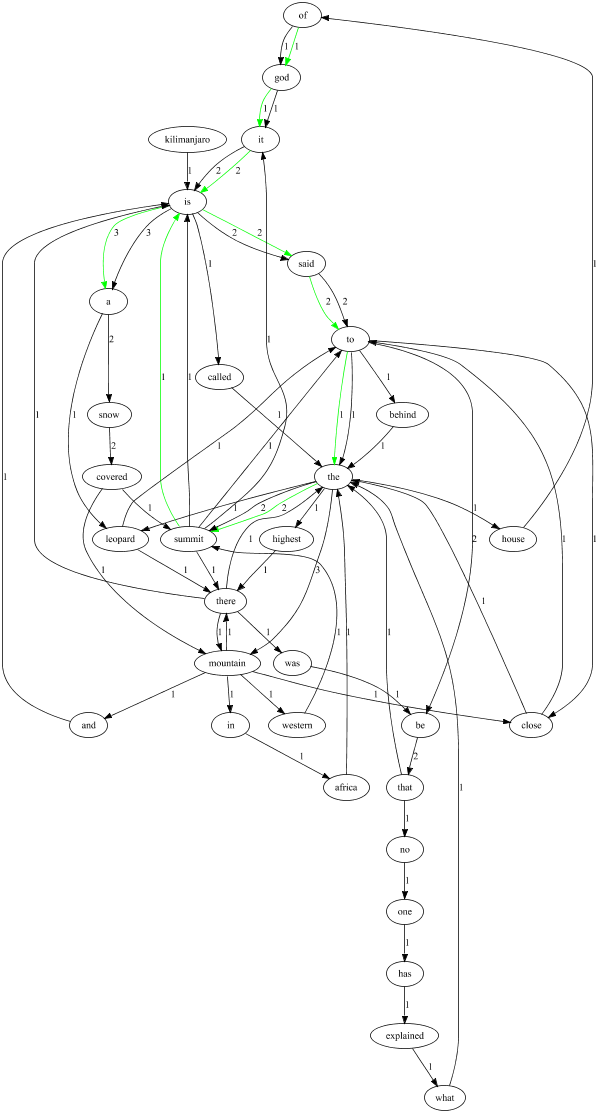 of
1 1
god
1 1
kilimanjaro it
1 2 2
is
3 3 1 2 2 1
said
a 2 2
2 called to
1 1 1 1 1 1
snow behind
2 1 1 1 1
covered the
1 1 2 2 1 1
leopard summit highest house
1 1 1 1 2 1
1 1 3 1
there
1 1 1 1 1
mountain was
1 1 1 1 1 1
and in western be close
1 2
africa that
1 1
no
1
one
1
has
1
explained
1
what